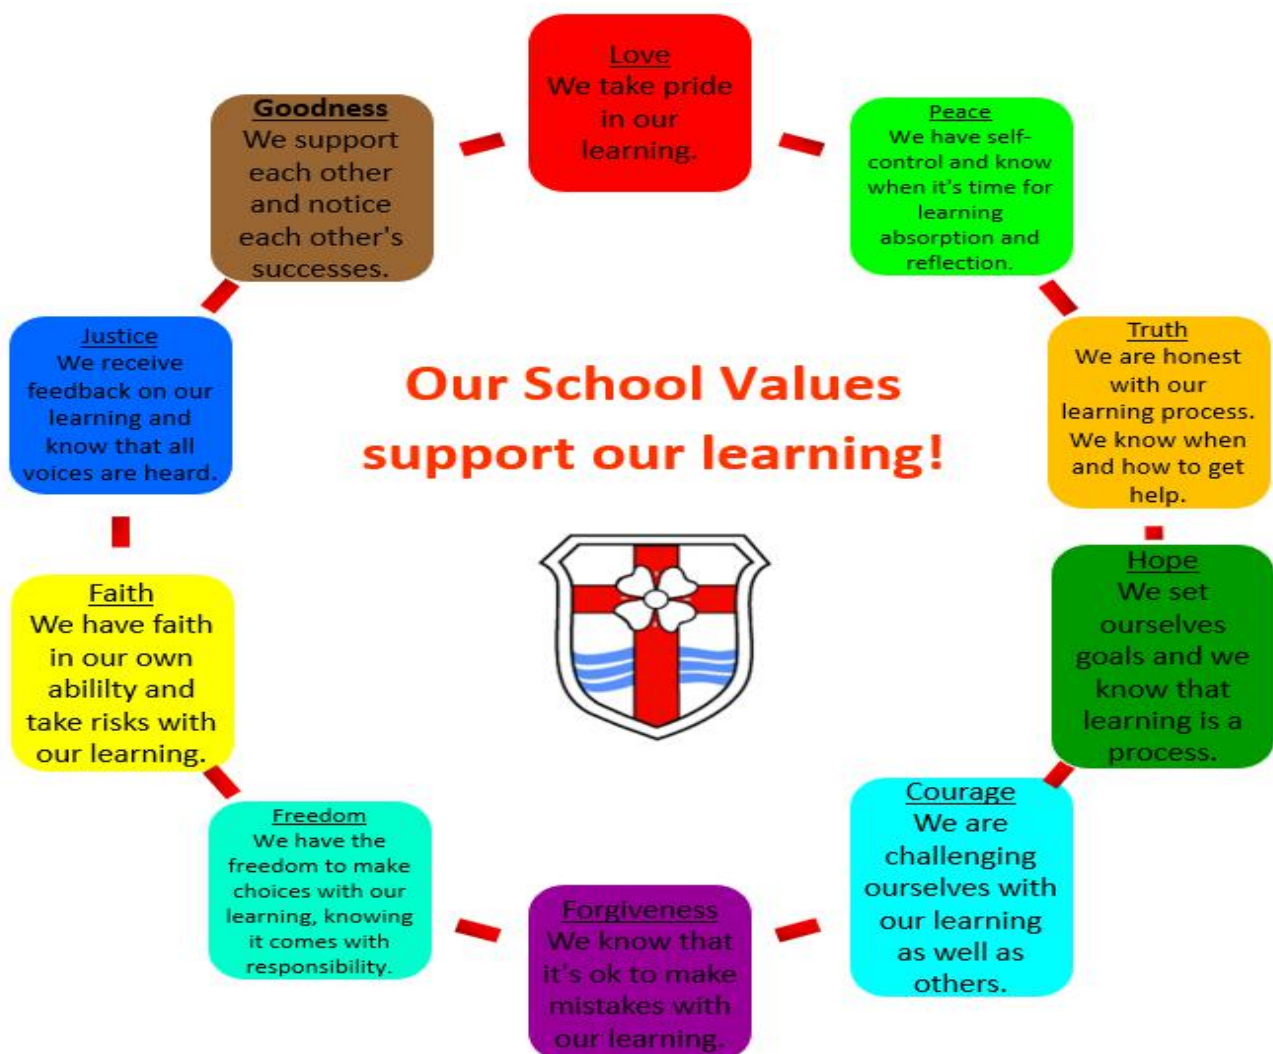 Love
We take pride
in our
learning.
Peace
We have self-
control and know
when it's time for
learning
absorption and
reflection.
Truth
We are honest
with our
learning process.
We know when
and how to get
help.
Hope
We set
ourselves
goals and we
know that
learning is a
process.
Courage
We are
challenging
ourselves with
our learning
as well as
others.
Forgiveness
We know that
it's ok to make
mistakes with
our learning.
Freedom
We have the
freedom to make
choices with our
learning, knowing
it comes with
responsibility.
Faith
We have faith
in our own
abililty and
take risks with
our learning.
Justice
We receive
feedback on our
learning and
know that all
voices are heard.
Goodness
We support
each other
and notice
each other's
successes.
Our School Values
support our learning!